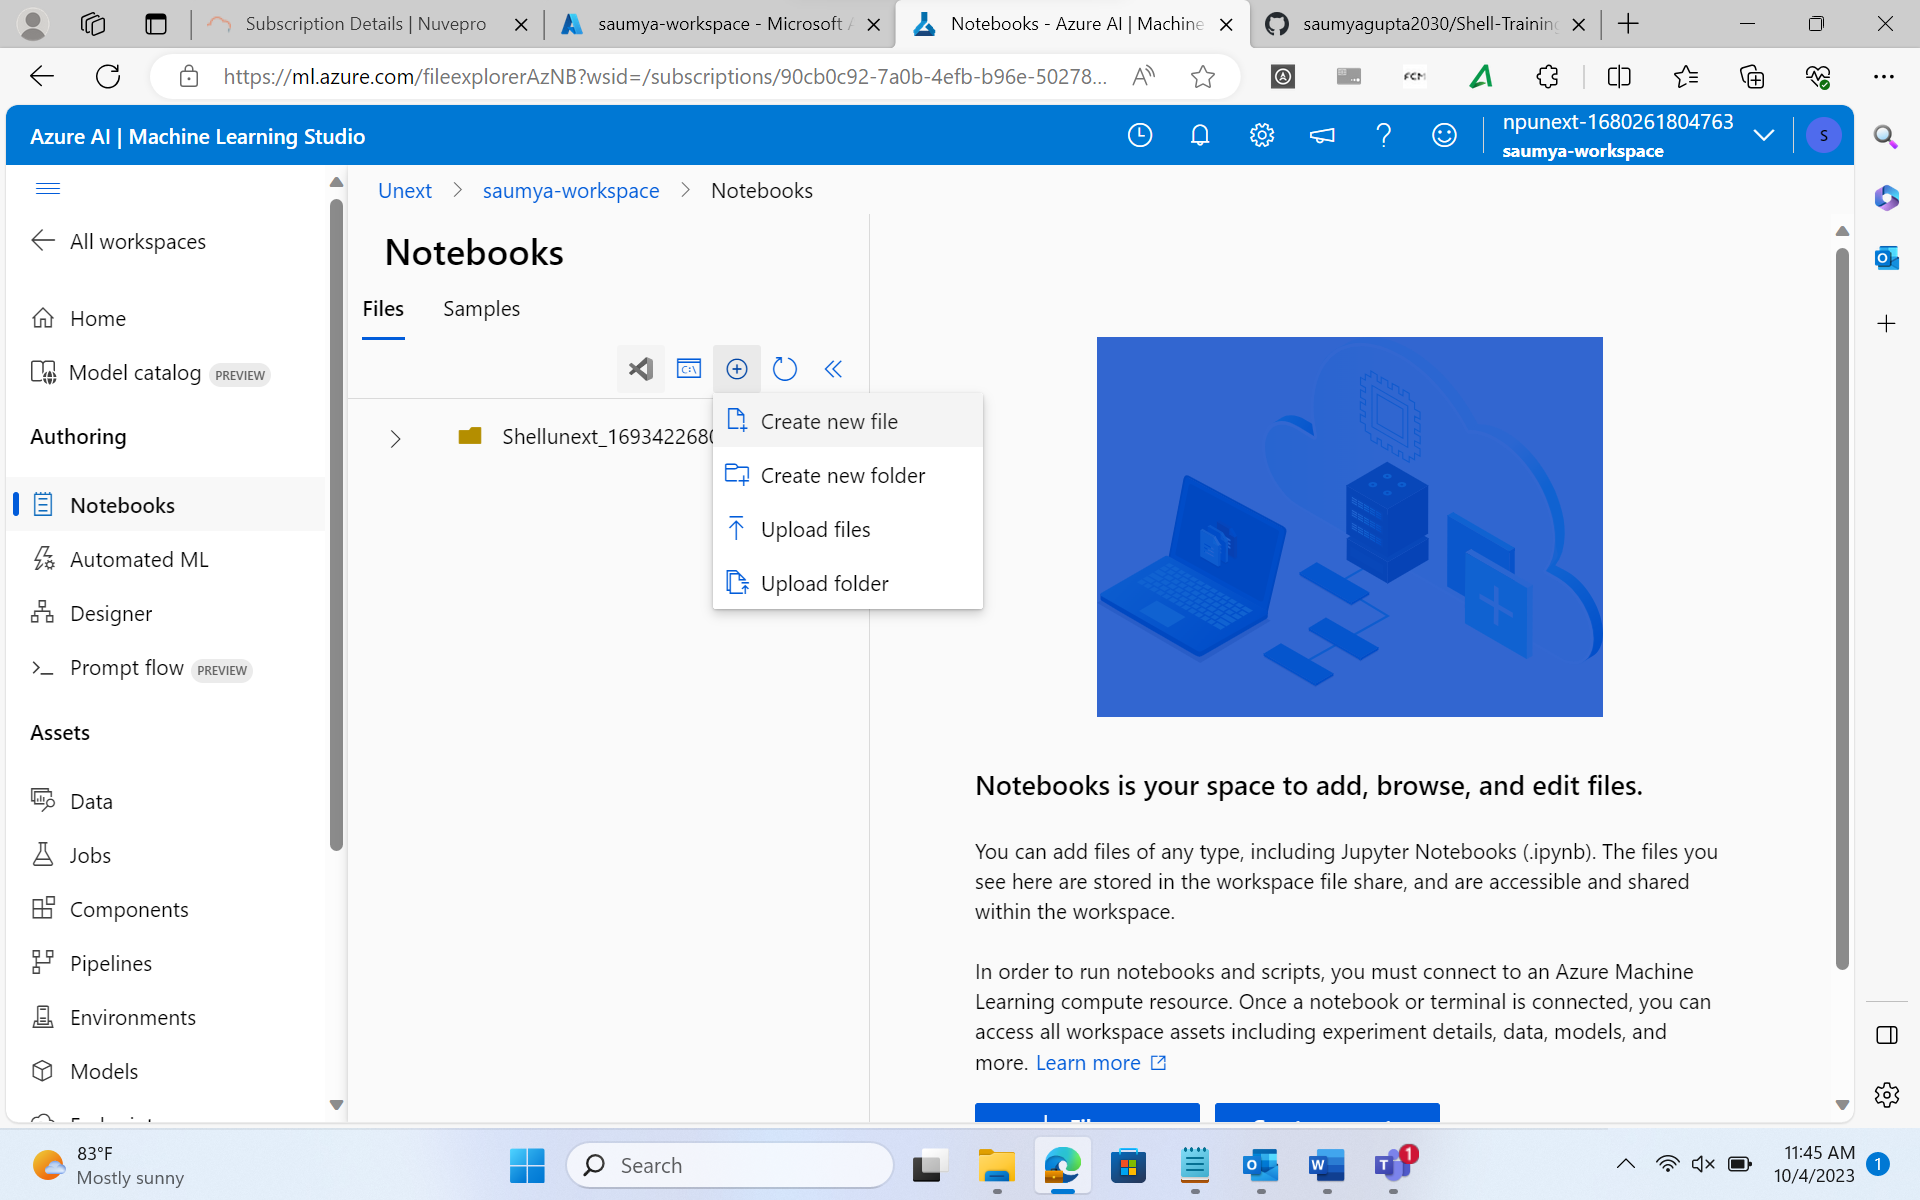 Subscription Details | Nuvepro
saumya-workspace - Microsoft A
Notebooks - Azure AI | Machine
saumyagupta2030/Shell-Training
https://ml.azure.com/fileexplorerAzNB?wsid=/subscriptions/90cb0c92-7a0b-4efb-b96e-50278...
FCM
Azure AI | Machine Learning Studio
npunext-1680261804763
saumya-workspace
S
All workspaces
Home
Model catalog PREVIEW
Authoring
Notebooks
Automated ML
Designer
Prompt flow PREVIEW
Assets
Data
Jobs
Components
Pipelines
Environments
Models
Unext > saumya-workspace > Notebooks
Notebooks
Files
Samples
Shellunext_1693422680
Create new file
Create new folder
Upload files
Upload folder
Notebooks is your space to add, browse, and edit files.
You can add files of any type, including Jupyter Notebooks (.ipynb). The files you
see here are stored in the workspace file share, and are accessible and shared
within the workspace.
In order to run notebooks and scripts, you must connect to an Azure Machine
Learning compute resource. Once a notebook or terminal is connected, you can
access all workspace assets including experiment details, data, models, and
more. Learn more
83°F
Mostly sunny
Search
1
11:45 AM
10/4/2023
1